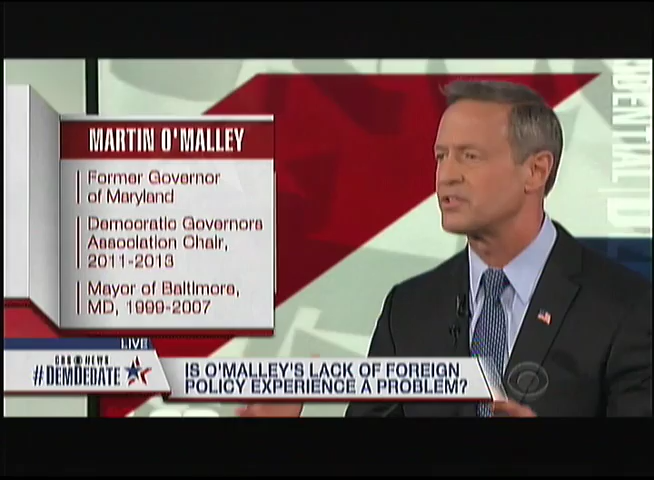 MARTIN O'MALLEY
Former Governor
of Maryland
Democratic Governors
Association Chair,
2011-2013
Mayor of Baltimore,
MD, 1999-2007
LIVE
CBS NEWS
#DEMDEBATE
IS O'MALLEY'S LACK OF FOREIGN
POLICY EXPERIENCE A PROBLEM?